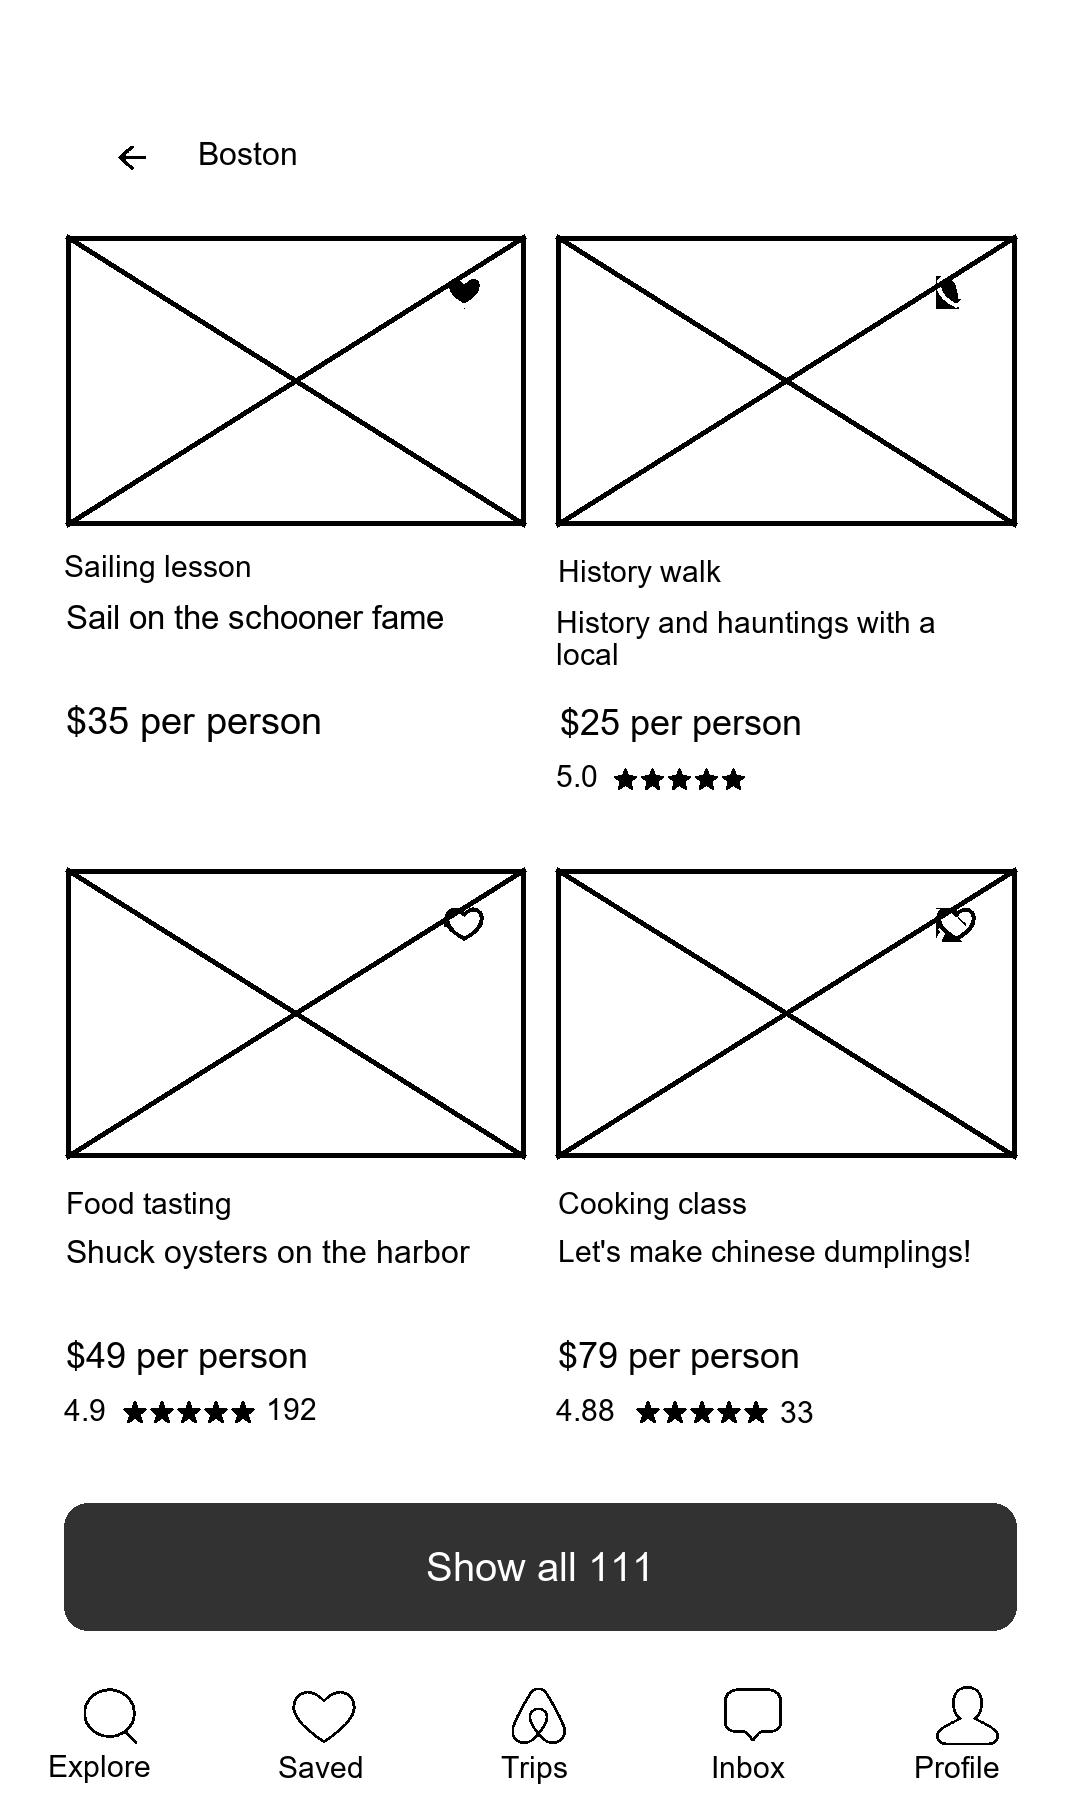 Boston
Sailing lesson
Sail on the schooner fame
$35 per person
History walk
History and hauntings with a
local
$25 per person
5.0
Food tasting
Shuck oysters on the harbor
$49 per person
4.9 192
Cooking class
Let's make chinese dumplings!
$79 per person
4.88 33
Show all 111
Explore
Saved
Trips
Inbox
Profile